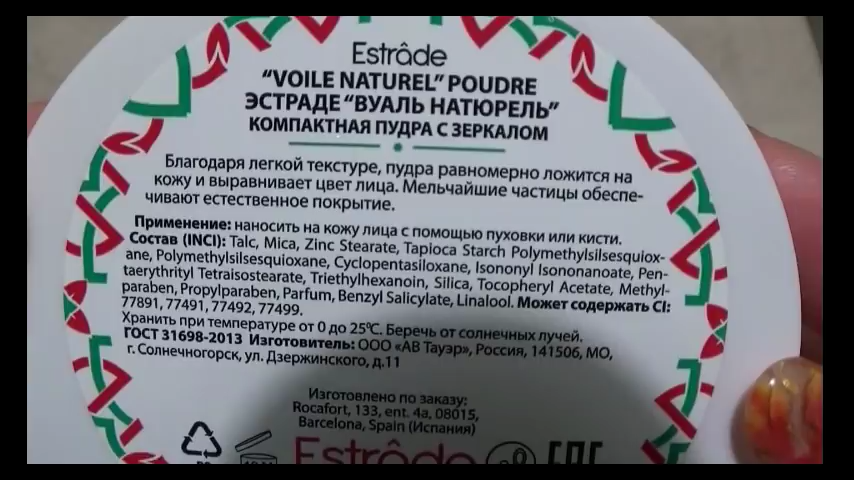 Estrâde
"VOILE NATUREL" POUDRE
ЭСТРАДЕ "ВУАЛЬ НАТЮРЕЛЬ"
КОМПАКТНАЯ ПУДРА С ЗЕРКАЛОМ
Благодаря легкой текстуре, пудра равномерно ложится на
кожу и выравнивает цвет лица. Мельчайшие частицы обеспе-
чивают естественное покрытие.
Применение: наносить на кожу лица с помощью пуховки или кисти.
Состав (INCI): Talc, Mica, Zinc Stearate, Tapioca Starch Polymethylsilsesquiox-
ane, Polymethylsilsesquioxane, Cyclopentasiloxane, Isononyl Isononanoate, Pen-
taerythrityl Tetraisostearate, Triethylhexanoin, Silica, Tocopheryl Acetate, Methyl-
paraben, Propylparaben, Parfum, Benzyl Salicylate, Linalool. Может содержать CI:
77891, 77491, 77492, 77499.
Хранить при температуре от 0 до 25°С. Беречь от солнечных лучей.
ГОСТ 31698-2013 Изготовитель: ООО «АВ Тауэр», Россия, 141506, МО,
г. Солнечногорск, ул. Дзержинского, д.11
Изготовлено по заказу:
Rocafort, 133, ent. 4a, 08015,
Barcelona, Spain (Испания)
Estrâde
EAC